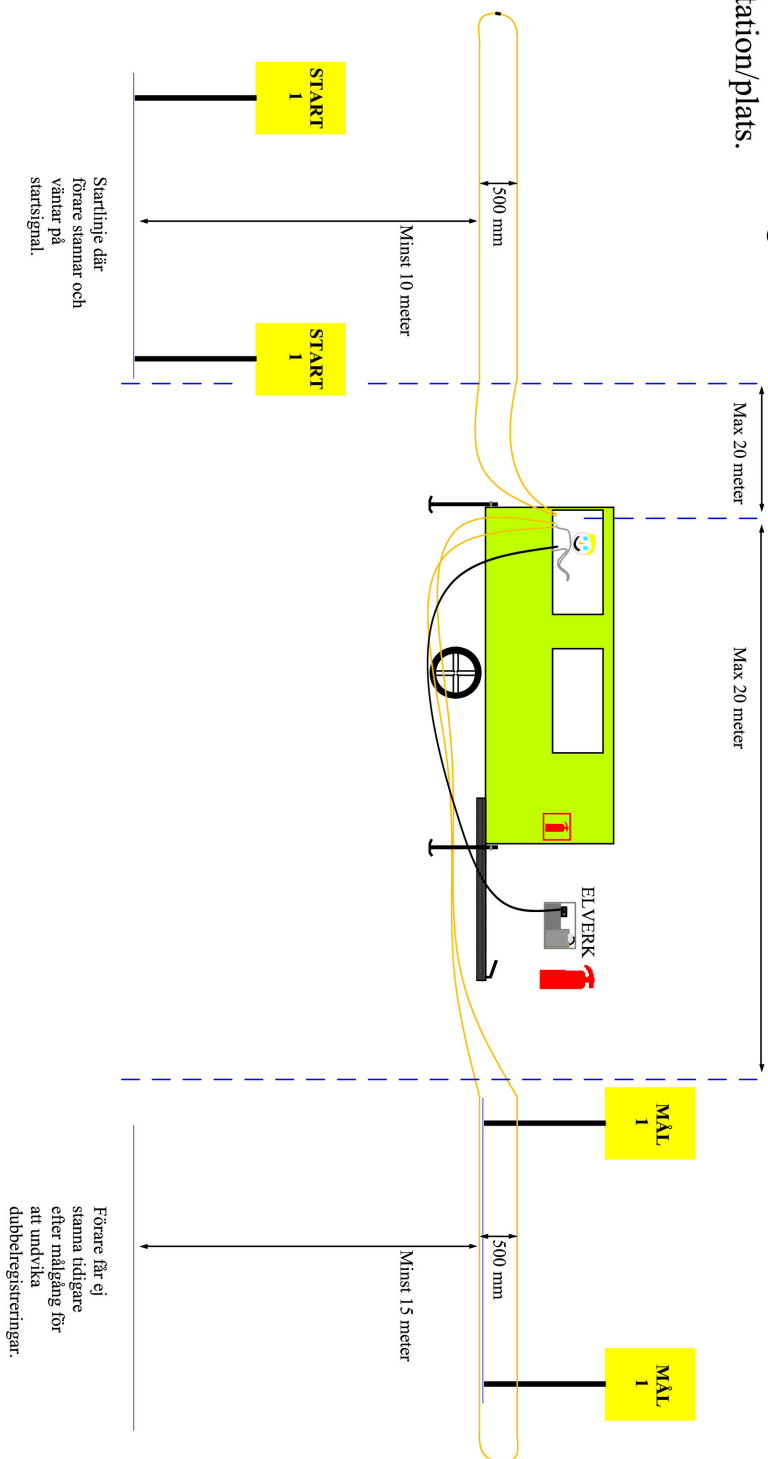 tation/plats.
Max 20 meter
Max 20 meter
MÅL
1
MÅL
1
ELVERK
500 mm
500 mm
Minst 10 meter
Minst 15 meter
START
1
START
1
Startlinje där
förare stannar och
väntar på
startsignal.
Förare får ej
stanna tidigare
efter målgång för
att undvika
dubbelregistreringar.